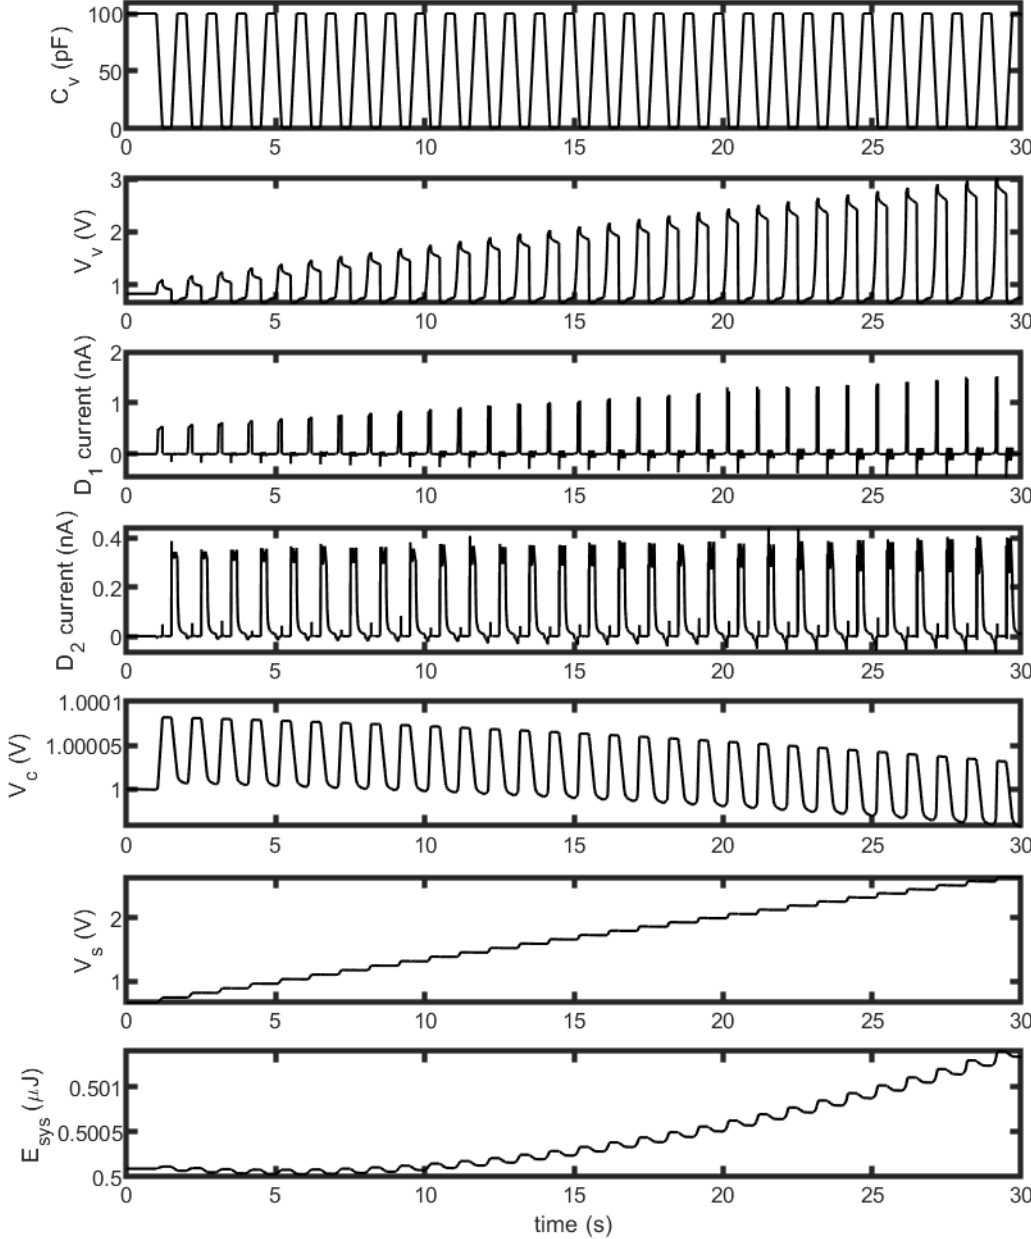 C_v (pF)
100
50
0
0 5 10 15 20 25 30
V_v (V)
3
2
1
0 5 10 15 20 25 30
D_1 current (nA)
2
1
0
0 5 10 15 20 25 30
D_2 current (nA)
0.4
0.2
0
0 5 10 15 20 25 30
V_c (V)
1.0001
1.00005
1
0 5 10 15 20 25 30
V_s (V)
2
1
0 5 10 15 20 25 30
E_sys (μJ)
0.501
0.5005
0.5
0 5 10 15 20 25 30
time (s)